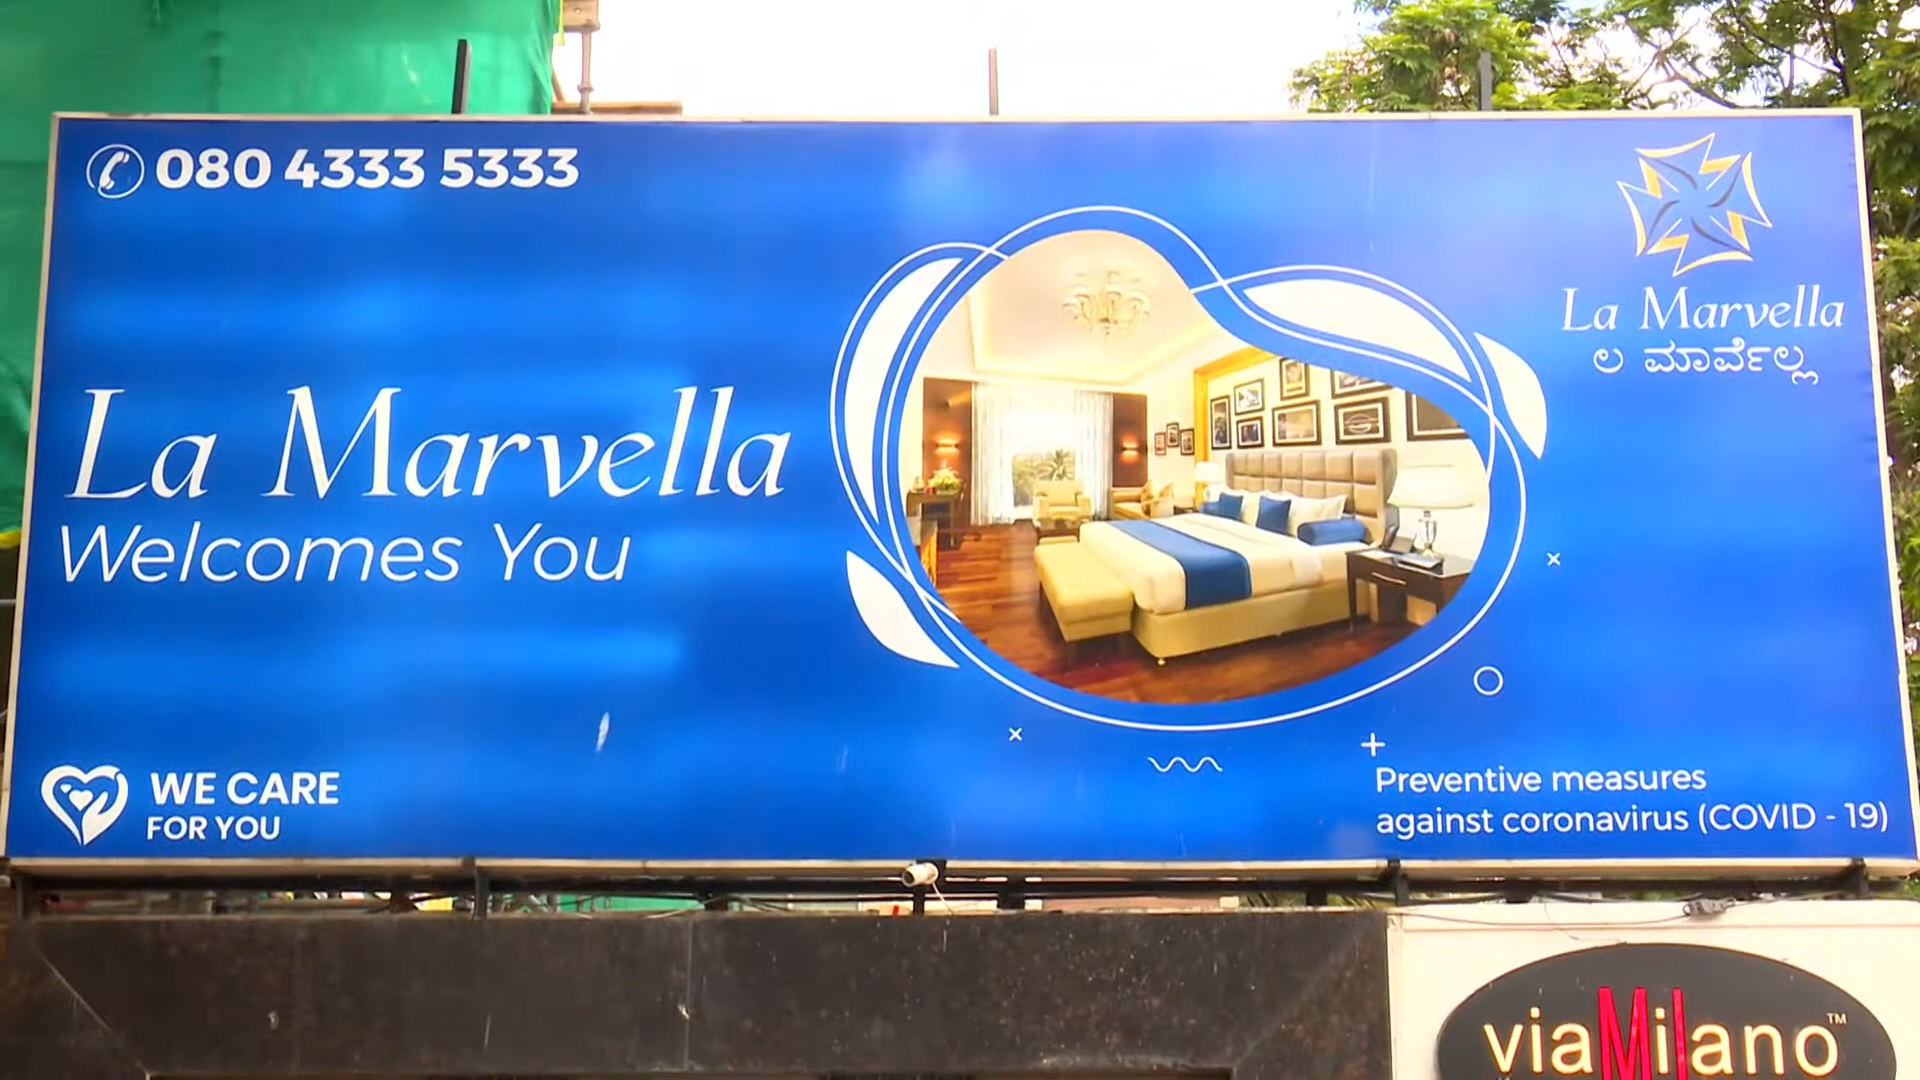 080 4333 5333
La Marvella
ಲ ಮಾರ್ವೆಲ್ಲ
La Marvella
Welcomes You
WE CARE
FOR YOU
Preventive measures
against coronavirus (COVID - 19)
viaMilano™